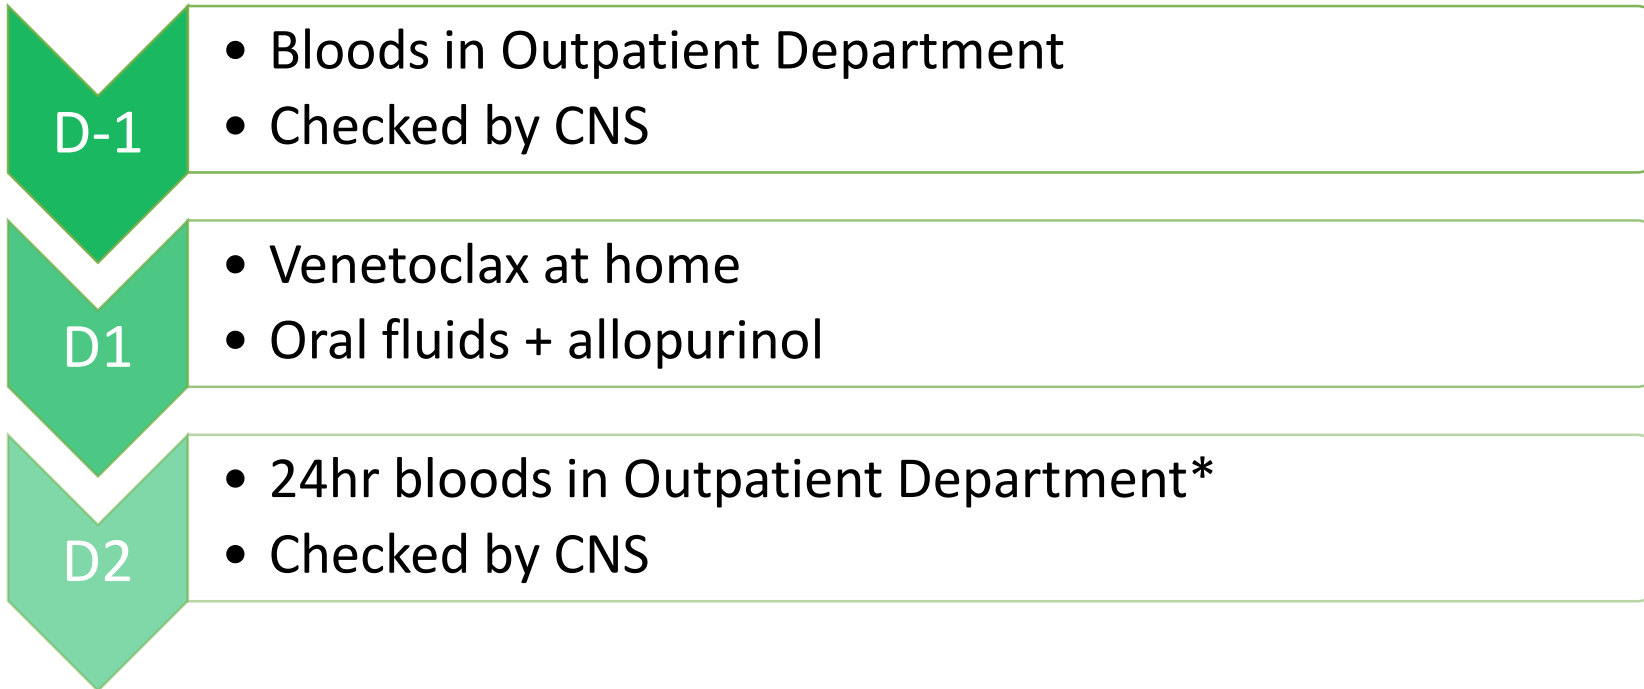 D-1
• Bloods in Outpatient Department
• Checked by CNS
D1
• Venetoclax at home
• Oral fluids + allopurinol
D2
• 24hr bloods in Outpatient Department*
• Checked by CNS